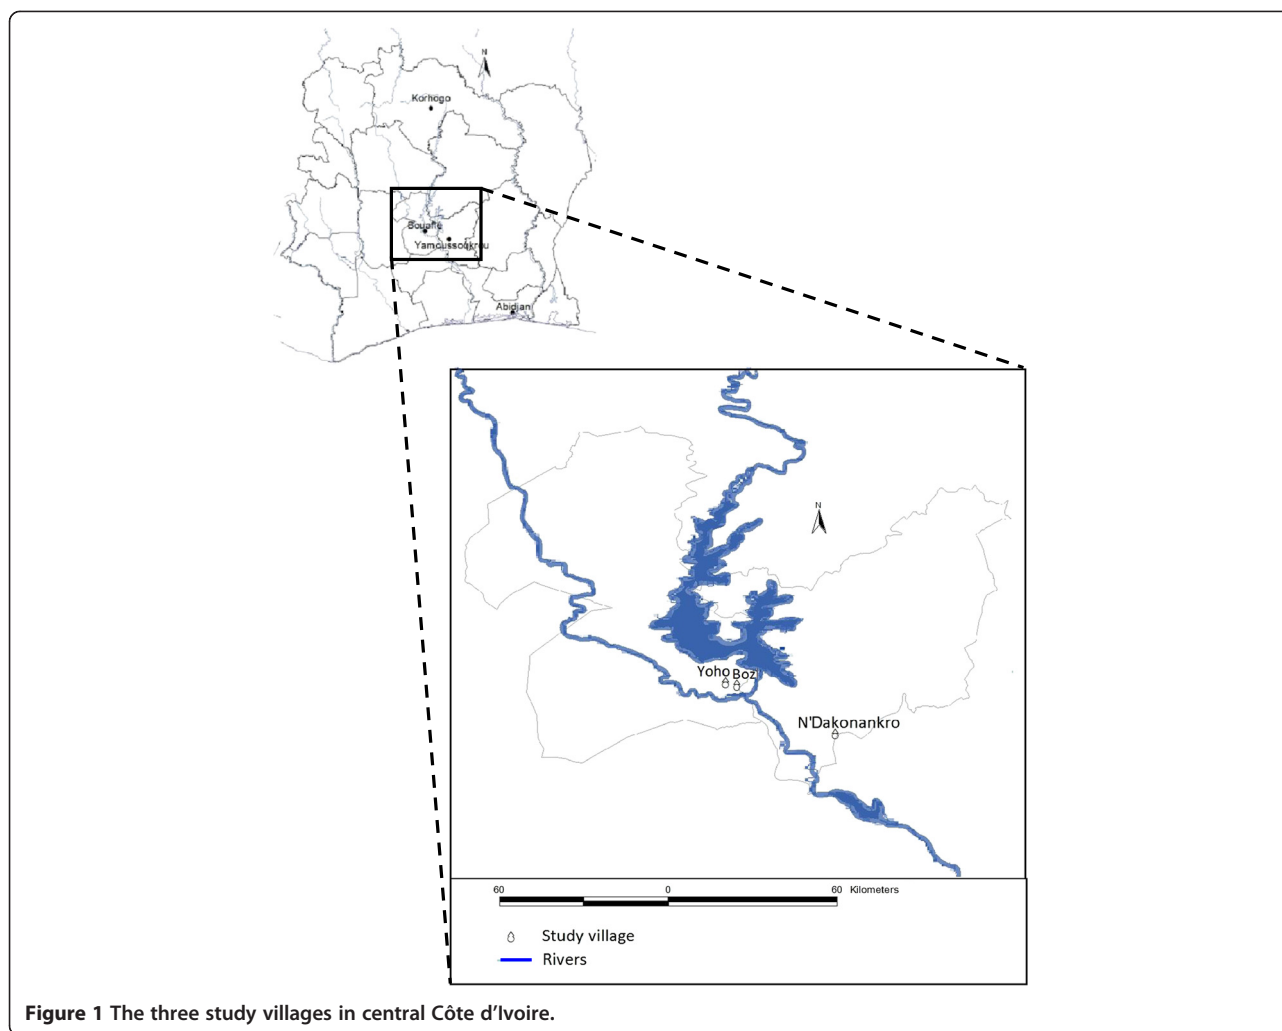 N
Korhogo
Bouaflé
Yamoussoukrou
Abidjan
N
Yoho Bozi
N'Dakonankro
60 0 60 Kilometers
Study village
Rivers
Figure 1 The three study villages in central Côte d'Ivoire.